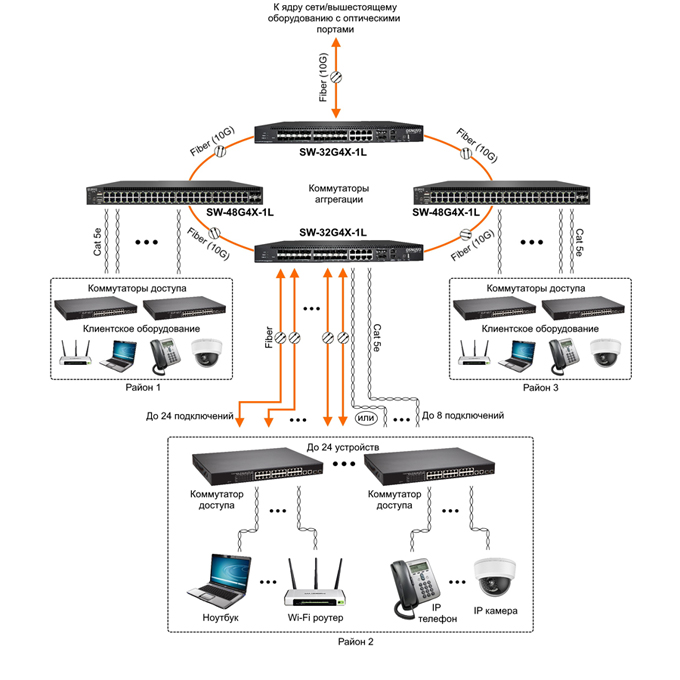 К ядру сети/вышестоящему
оборудованию с оптическими
портами
Fiber (10G)
Fiber (10G)
Fiber (10G)
SW-32G4X-1L
SW-48G4X-1L
Коммутаторы
аггрегации
SW-48G4X-1L
Fiber (10G)
SW-32G4X-1L
Fiber (10G)
Cat 5e
Cat 5e
Коммутаторы доступа
Клиентское оборудование
Район 1
Коммутаторы доступа
Клиентское оборудование
Район 3
Fiber
Cat 5e
До 24 подключений
или
До 8 подключений
До 24 устройств
Коммутатор
доступа
Коммутатор
доступа
Ноутбук
Wi-Fi роутер
IP
телефон
IP камера
Район 2